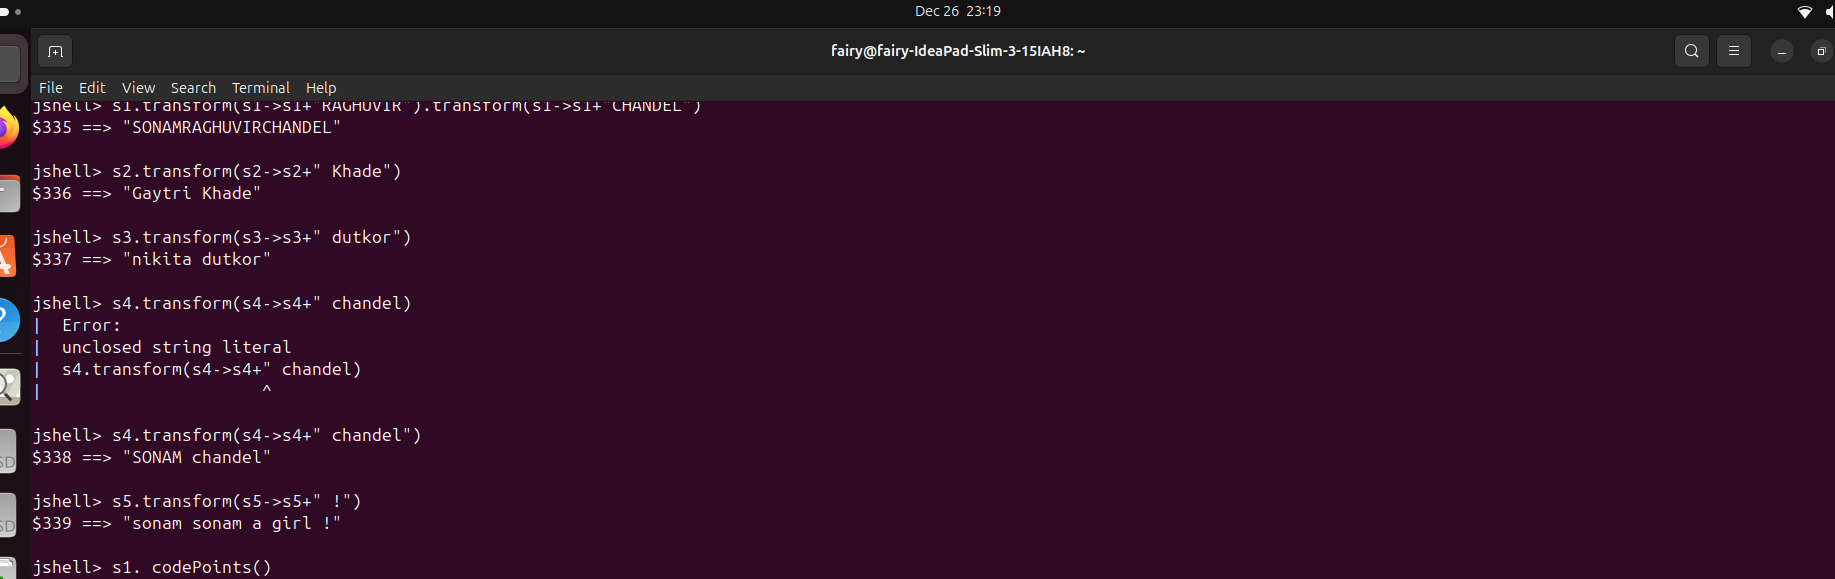 Dec 26 23:19
fairy@fairy-IdeaPad-Slim-3-15IAH8: ~
File Edit View Search Terminal Help
jshell> s1.transform(s1->s1+"RAGHUVIR").transform(s1->s1+"CHANDEL")
$335 ==> "SONAMRAGHUVIRCHANDEL"
jshell> s2.transform(s2->s2+" Khade")
$336 ==> "Gaytri Khade"
jshell> s3.transform(s3->s3+" dutkor")
$337 ==> "nikita dutkor"
jshell> s4.transform(s4->s4+" chandel)
| Error:
| unclosed string literal
| s4.transform(s4->s4+" chandel)
| ^
jshell> s4.transform(s4->s4+" chandel")
$338 ==> "SONAM chandel"
jshell> s5.transform(s5->s5+" !")
$339 ==> "sonam sonam a girl !"
jshell> s1. codePoints()